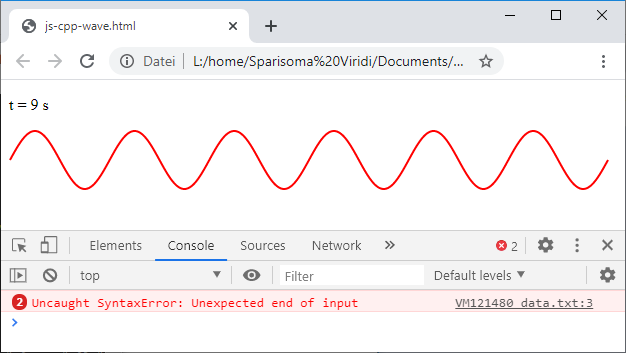 js-cpp-wave.html
Datei L:/home/Sparisoma%20Viridi/Documents/...
t = 9 s
Elements Console Sources Network 2
top Filter Default levels
2 Uncaught SyntaxError: Unexpected end of input VM121480 data.txt:3